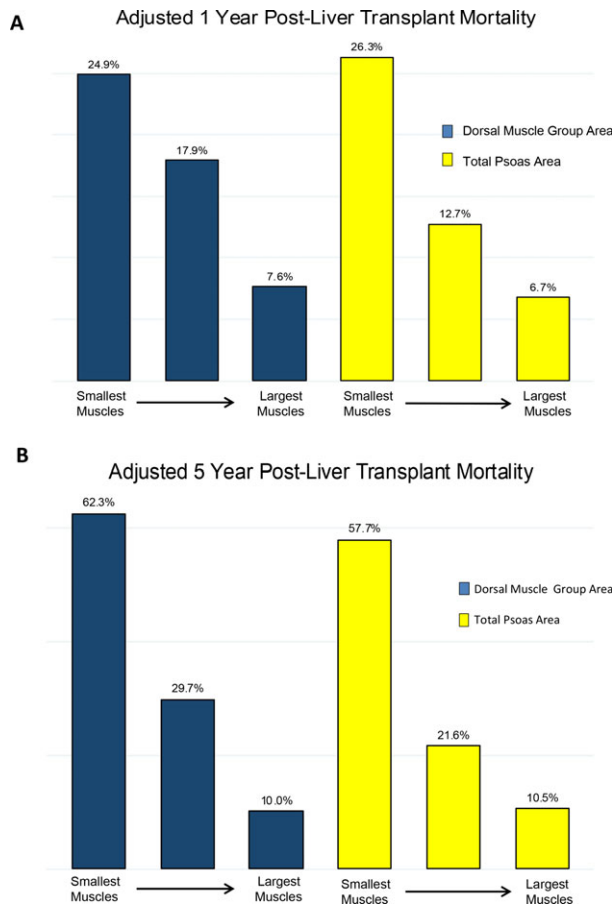 A
Adjusted 1 Year Post-Liver Transplant Mortality
24.9%
17.9%
7.6%
26.3%
12.7%
6.7%
Dorsal Muscle Group Area
Total Psoas Area
Smallest
Muscles
Largest
Muscles
Smallest
Muscles
Largest
Muscles
B
Adjusted 5 Year Post-Liver Transplant Mortality
62.3%
29.7%
10.0%
57.7%
21.6%
10.5%
Dorsal Muscle Group Area
Total Psoas Area
Smallest
Muscles
Largest
Muscles
Smallest
Muscles
Largest
Muscles